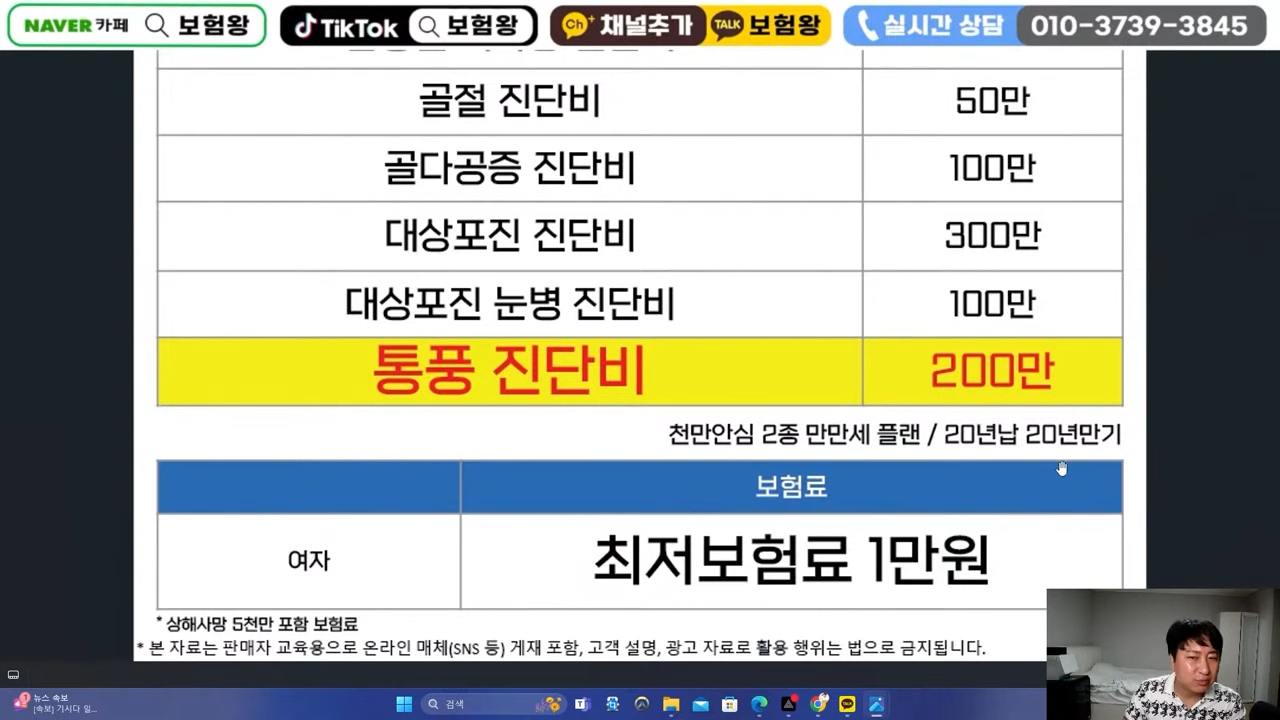 NAVER 카페 보험왕 TikTok 보험왕 Ch+ 채널추가 TALK 보험왕 실시간 상담 010-3739-3845
골절 진단비 50만
골다공증 진단비 100만
대상포진 진단비 300만
대상포진 눈병 진단비 100만
통풍 진단비 200만
천만안심 2종 만만세 플랜 / 20년납 20년만기
보험료
여자 최저보험료 1만원
* 상해사망 5천만 포함 보험료
* 본 자료는 판매자 교육용으로 온라인 매체(SNS 등) 게재 포함, 고객 설명, 광고 자료로 활용 행위는 법으로 금지됩니다.
뉴스 속보 검색
[속보] 기시다 일...